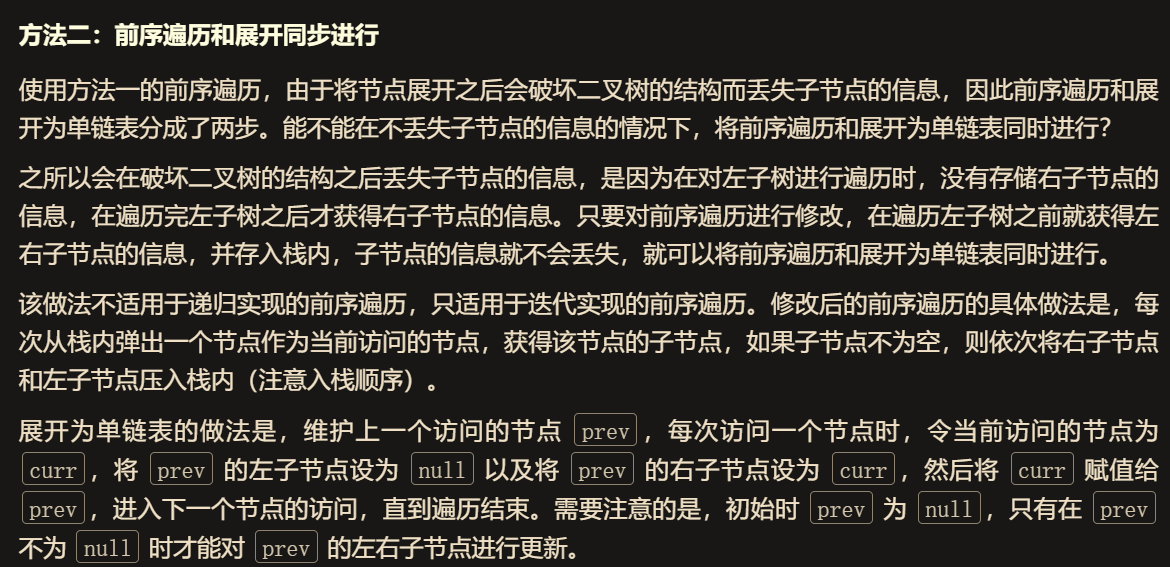 方法二：前序遍历和展开同步进行
使用方法一的前序遍历，由于将节点展开之后会破坏二叉树的结构而丢失子节点的信息，因此前序遍历和展
开为单链表分成了两步。能不能在不丢失子节点的信息的情况下，将前序遍历和展开为单链表同时进行？
之所以会在破坏二叉树的结构之后丢失子节点的信息，是因为在对左子树进行遍历时，没有存储右子节点的
信息，在遍历完左子树之后才获得右子节点的信息。只要对前序遍历进行修改，在遍历左子树之前就获得左
右子节点的信息，并存入栈内，子节点的信息就不会丢失，就可以将前序遍历和展开为单链表同时进行。
该做法不适用于递归实现的前序遍历，只适用于迭代实现的前序遍历。修改后的前序遍历的具体做法是，每
次从栈内弹出一个节点作为当前访问的节点，获得该节点的子节点，如果子节点不为空，则依次将右子节点
和左子节点压入栈内（注意入栈顺序）。
展开为单链表的做法是，维护上一个访问的节点 prev，每次访问一个节点时，令当前访问的节点为
curr，将 prev 的左子节点设为 null 以及将 prev 的右子节点设为 curr，然后将 curr 赋值给
prev，进入下一个节点的访问，直到遍历结束。需要注意的是，初始时 prev 为 null，只有在 prev
不为 null 时才能对 prev 的左右子节点进行更新。